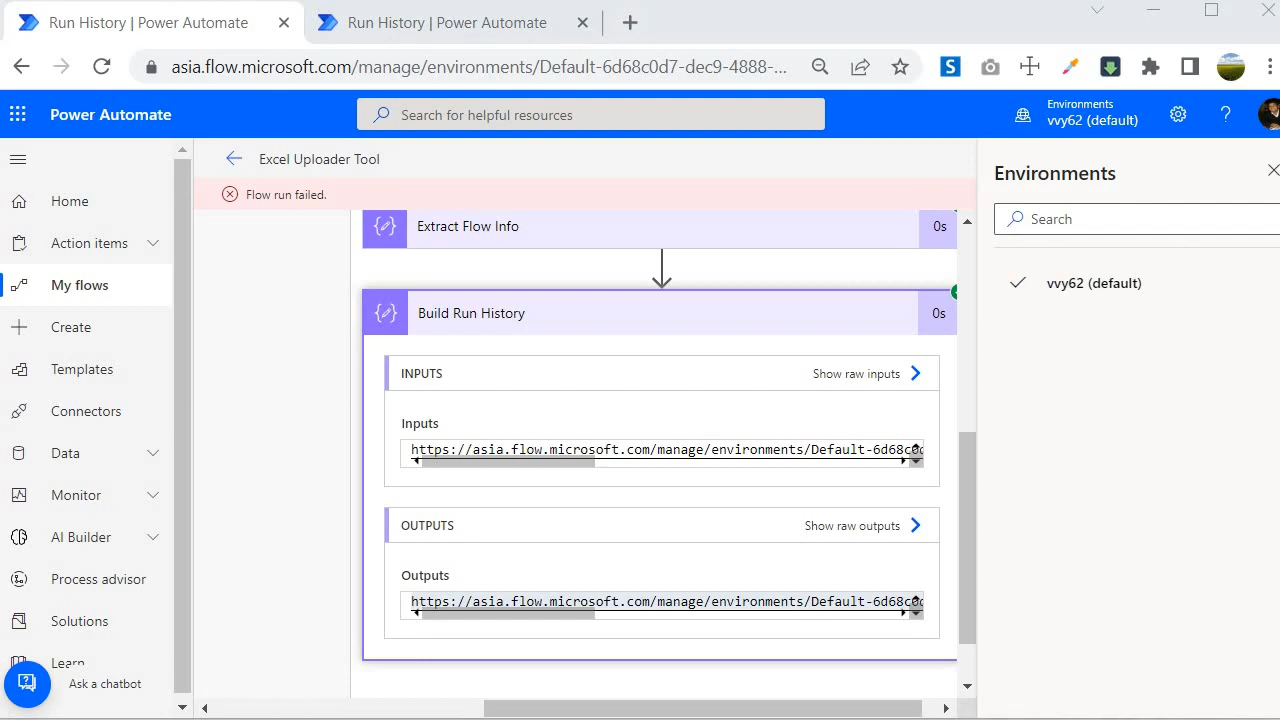 Run History | Power Automate
Run History | Power Automate
asia.flow.microsoft.com/manage/environments/Default-6d68c0d7-dec9-4888-...
S
Power Automate
Search for helpful resources
Environments
vvy62 (default)
?
Home
Action items
My flows
Create
Templates
Connectors
Data
Monitor
AI Builder
Process advisor
Solutions
Learn
Ask a chatbot
Excel Uploader Tool
Flow run failed.
Extract Flow Info
0s
Build Run History
0s
INPUTS
Show raw inputs
Inputs
https://asia.flow.microsoft.com/manage/environments/Default-6d68c0d
OUTPUTS
Show raw outputs
Outputs
https://asia.flow.microsoft.com/manage/environments/Default-6d68c0d
Environments
Search
vvy62 (default)